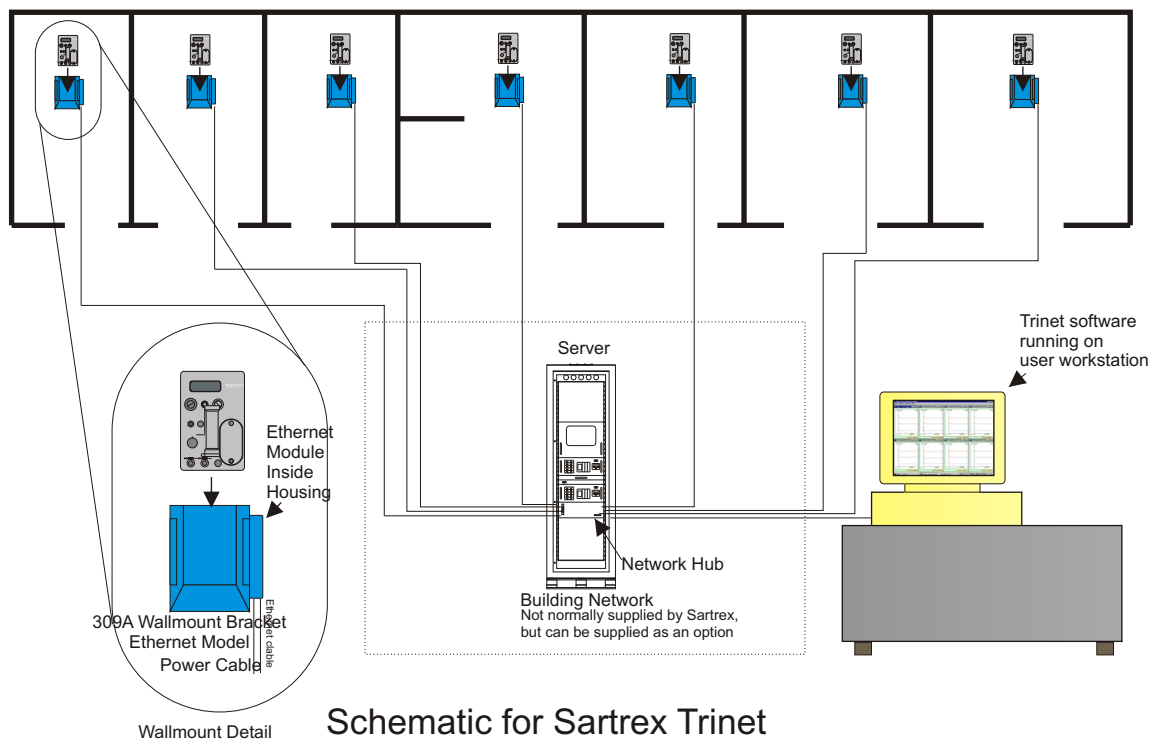 Trinet software
running on
user workstation
Server
Ethernet
Module
Inside
Housing
Network Hub
Building Network
Not normally supplied by Sartrex,
but can be supplied as an option
309A Wallmount Bracket
Ethernet Model
Power Cable
Ethernet clable
Wallmount Detail
Schematic for Sartrex Trinet